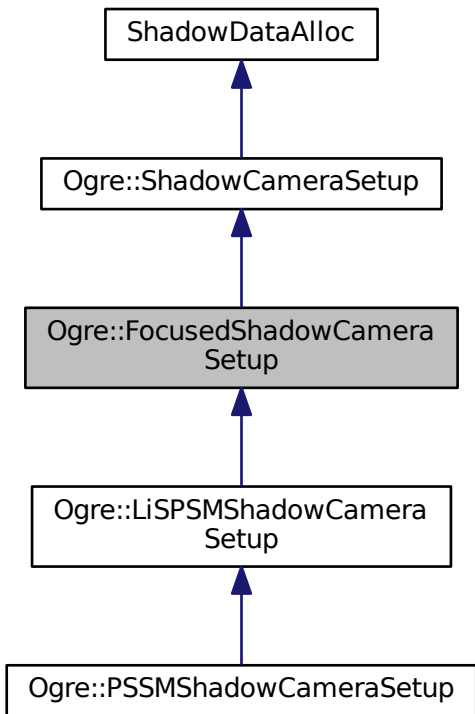 ShadowDataAlloc
Ogre::ShadowCameraSetup
Ogre::FocusedShadowCamera
Setup
Ogre::LiSPSMShadowCamera
Setup
Ogre::PSSMShadowCameraSetup